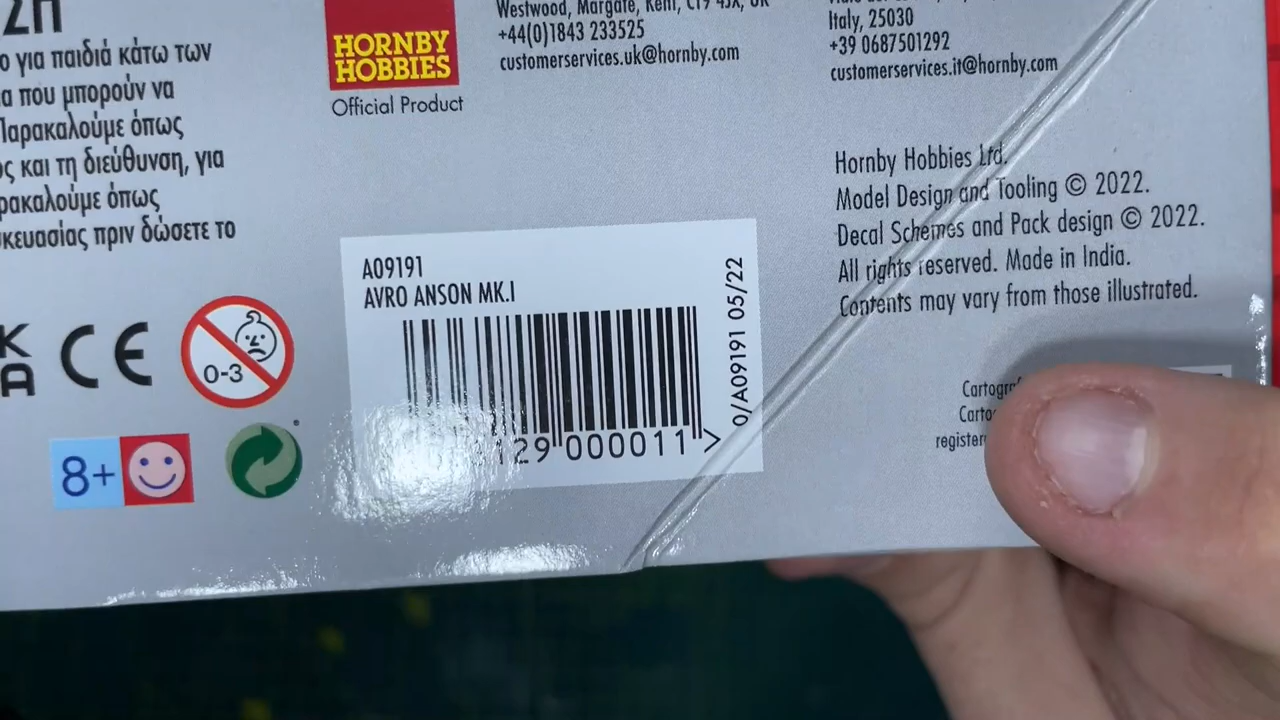 ΣΗ
ο για παιδιά κάτω των
α που μπορούν να
Παρακαλούμε όπως
ς και τη διεύθυνση, για
ρακαλούμε όπως
κευασίας πριν δώσετε το
HORNBY
HOBBIES
Official Product
Westwood, Margate, Kent, CT9 4JX, UK
+44(0)1843 233525
customerservices.uk@hornby.com
Italy, 25030
+39 0687501292
customerservices.it@hornby.com
Hornby Hobbies Ltd.
Model Design and Tooling © 2022.
Decal Schemes and Pack design © 2022.
All rights reserved. Made in India.
Contents may vary from those illustrated.
A09191
AVRO ANSON MK.I
0/A09191 05/22
129 000011 >
K
A
CE
0-3
8+